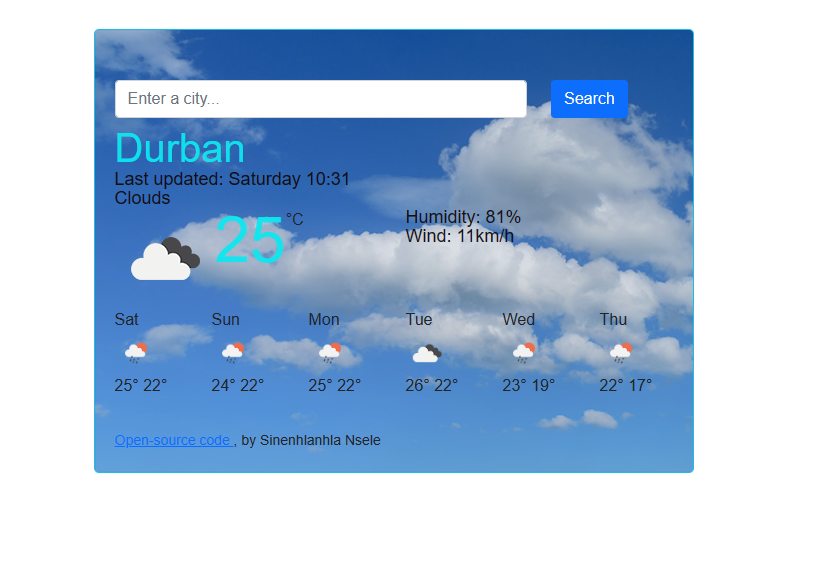 Enter a city...
Search
Durban
Last updated: Saturday 10:31
Clouds
25 °C
Humidity: 81%
Wind: 11km/h
Sat Sun Mon Tue Wed Thu
25° 22° 24° 22° 25° 22° 26° 22° 23° 19° 22° 17°
Open-source code , by Sinenhlanhla Nsele